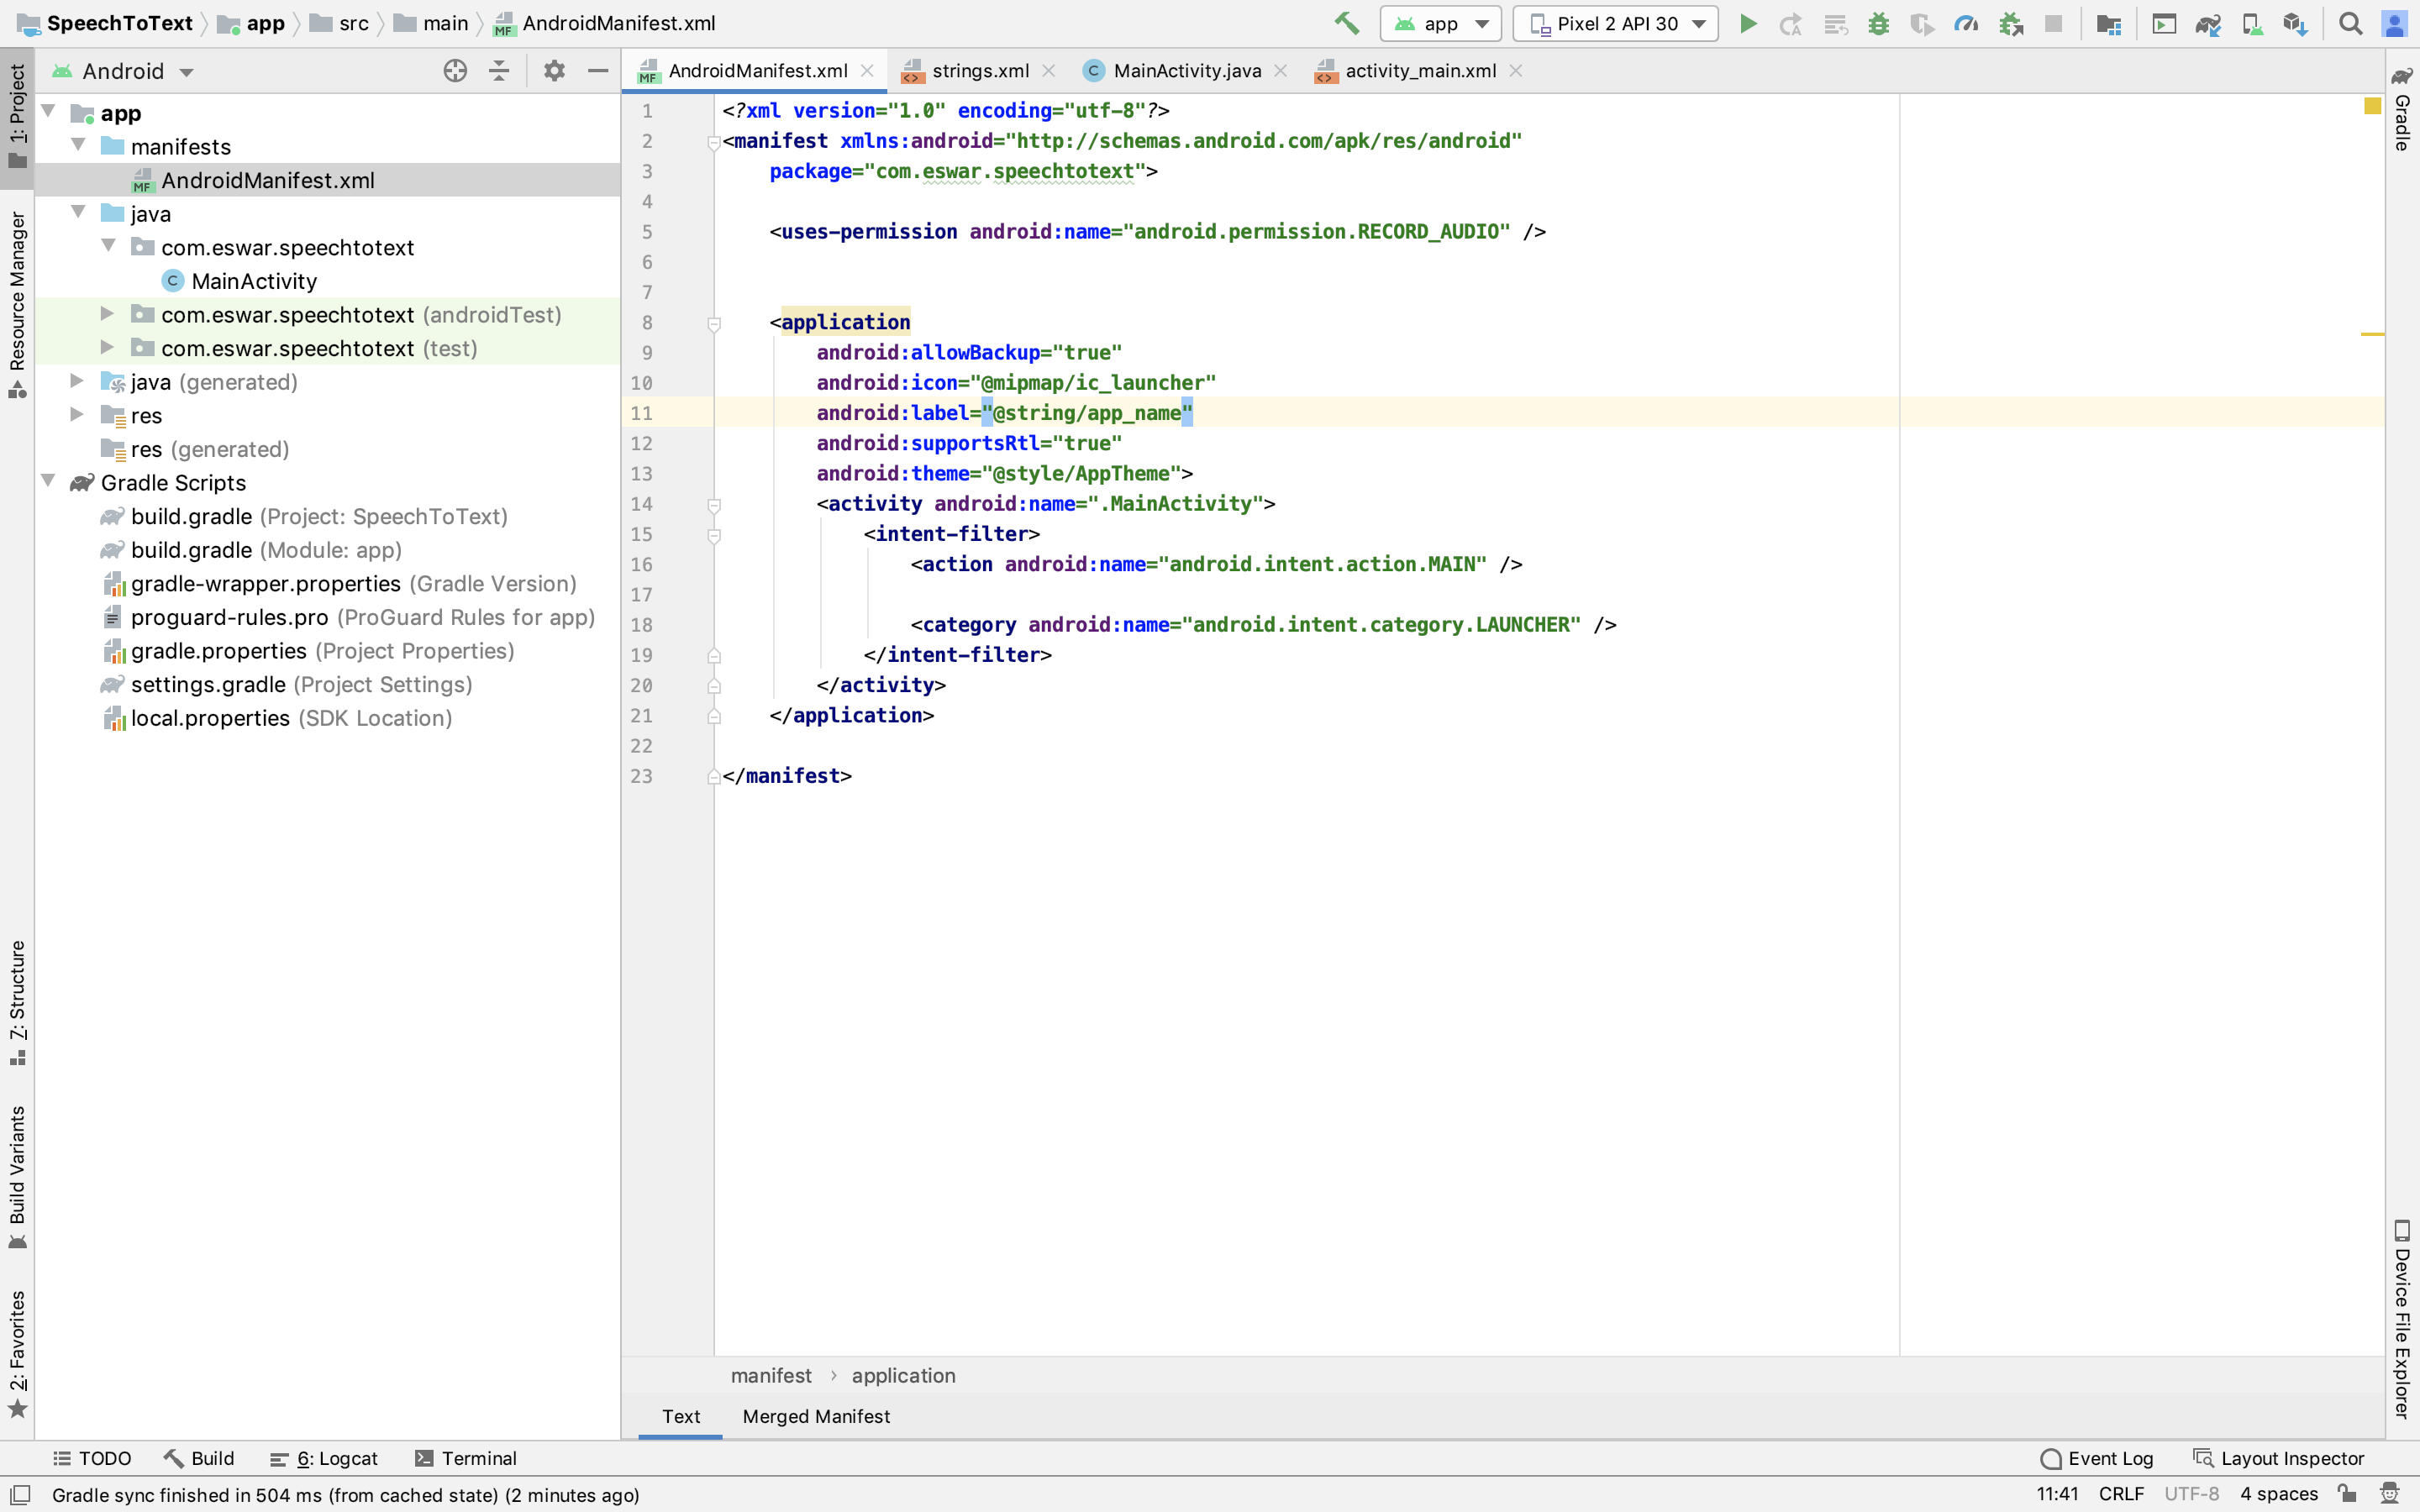 SpeechToText app src main AndroidManifest.xml app Pixel 2 API 30
1: Project
Resource Manager
7: Structure
Build Variants
2: Favorites
Android
app
manifests
AndroidManifest.xml
java
com.eswar.speechtotext
MainActivity
com.eswar.speechtotext (androidTest)
com.eswar.speechtotext (test)
java (generated)
res
res (generated)
Gradle Scripts
build.gradle (Project: SpeechToText)
build.gradle (Module: app)
gradle-wrapper.properties (Gradle Version)
proguard-rules.pro (ProGuard Rules for app)
gradle.properties (Project Properties)
settings.gradle (Project Settings)
local.properties (SDK Location)
AndroidManifest.xml strings.xml MainActivity.java activity_main.xml
1 <?xml version="1.0" encoding="utf-8"?>
2 <manifest xmlns:android="http://schemas.android.com/apk/res/android"
3 package="com.eswar.speechtotext">
4
5 <uses-permission android:name="android.permission.RECORD_AUDIO" />
6
7
8 <application
9 android:allowBackup="true"
10 android:icon="@mipmap/ic_launcher"
11 android:label="@string/app_name"
12 android:supportsRtl="true"
13 android:theme="@style/AppTheme">
14 <activity android:name=".MainActivity">
15 <intent-filter>
16 <action android:name="android.intent.action.MAIN" />
17
18 <category android:name="android.intent.category.LAUNCHER" />
19 </intent-filter>
20 </activity>
21 </application>
22
23 </manifest>
manifest › application
Text Merged Manifest
Gradle
Device File Explorer
TODO Build 6: Logcat Terminal Event Log Layout Inspector
Gradle sync finished in 504 ms (from cached state) (2 minutes ago) 11:41 CRLF UTF-8 4 spaces